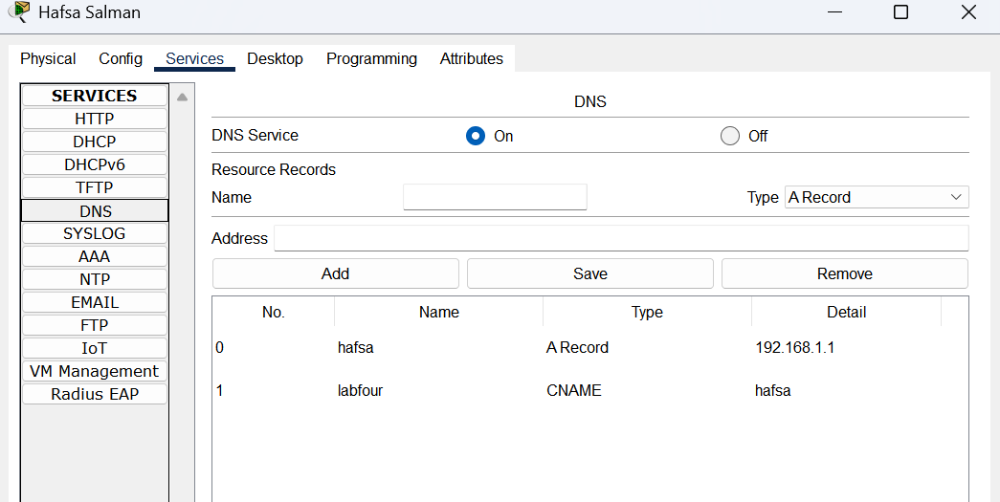 Hafsa Salman
Physical Config Services Desktop Programming Attributes
SERVICES
HTTP
DHCP
DHCPv6
TFTP
DNS
SYSLOG
AAA
NTP
EMAIL
FTP
IoT
VM Management
Radius EAP
DNS
DNS Service On Off
Resource Records
Name Type A Record
Address
Add Save Remove
No. Name Type Detail
0 hafsa A Record 192.168.1.1
1 labfour CNAME hafsa